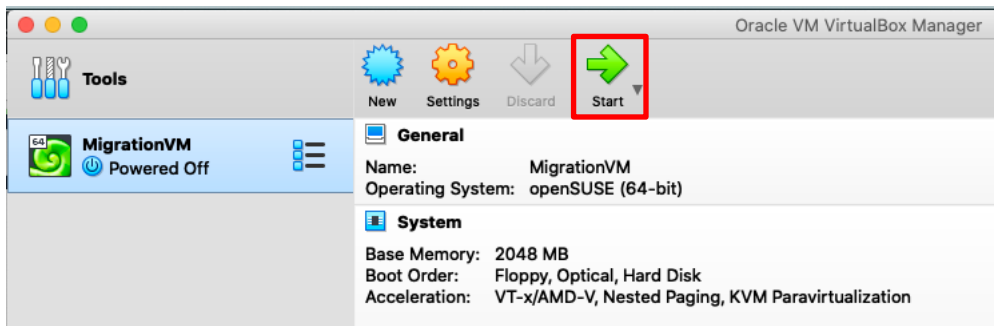 Oracle VM VirtualBox Manager
Tools
New Settings Discard Start
64
MigrationVM
Powered Off
General
Name: MigrationVM
Operating System: openSUSE (64-bit)
System
Base Memory: 2048 MB
Boot Order: Floppy, Optical, Hard Disk
Acceleration: VT-x/AMD-V, Nested Paging, KVM Paravirtualization